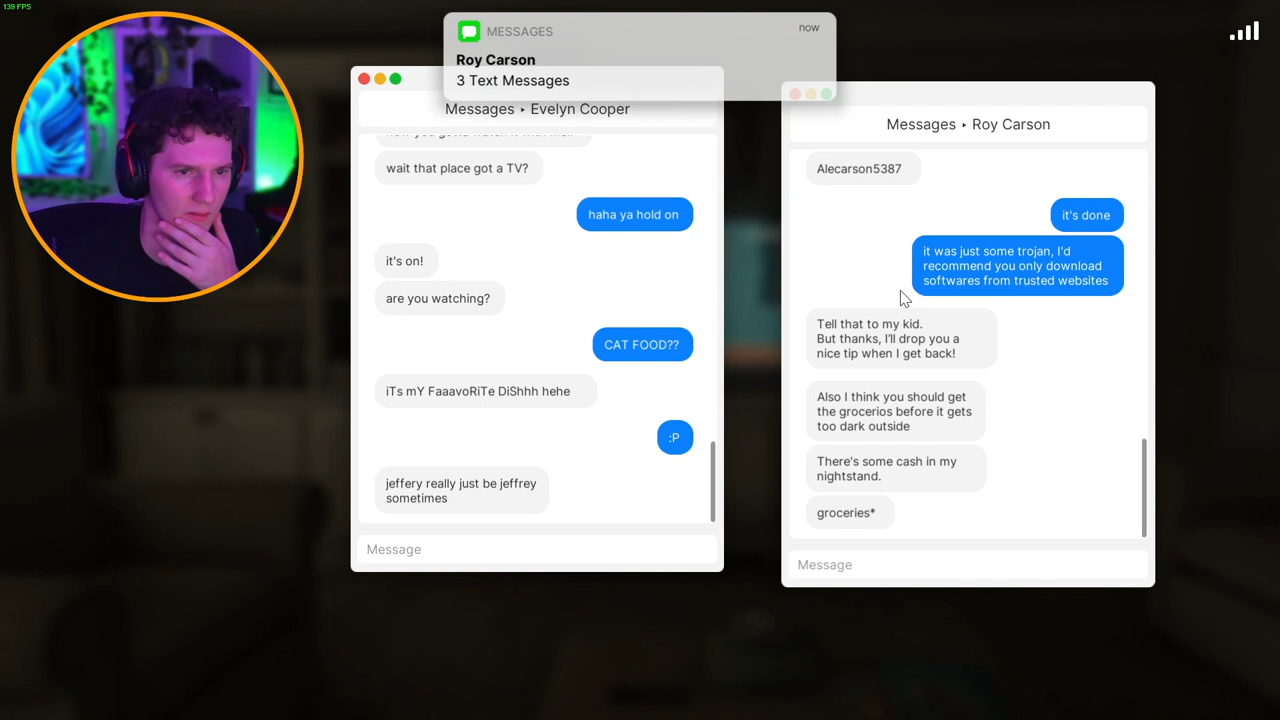 139 FPS
MESSAGES
now
Roy Carson
3 Text Messages
Messages ▸ Evelyn Cooper
wait that place got a TV?
haha ya hold on
it's on!
are you watching?
CAT FOOD??
iTs mY FaaavoRiTe DiShhh hehe
:P
jeffery really just be jeffrey
sometimes
Message
Messages ▸ Roy Carson
Alecarson5387
it's done
it was just some trojan, I'd
recommend you only download
softwares from trusted websites
Tell that to my kid.
But thanks, I'll drop you a
nice tip when I get back!
Also I think you should get
the grocerios before it gets
too dark outside
There's some cash in my
nightstand.
groceries*
Message